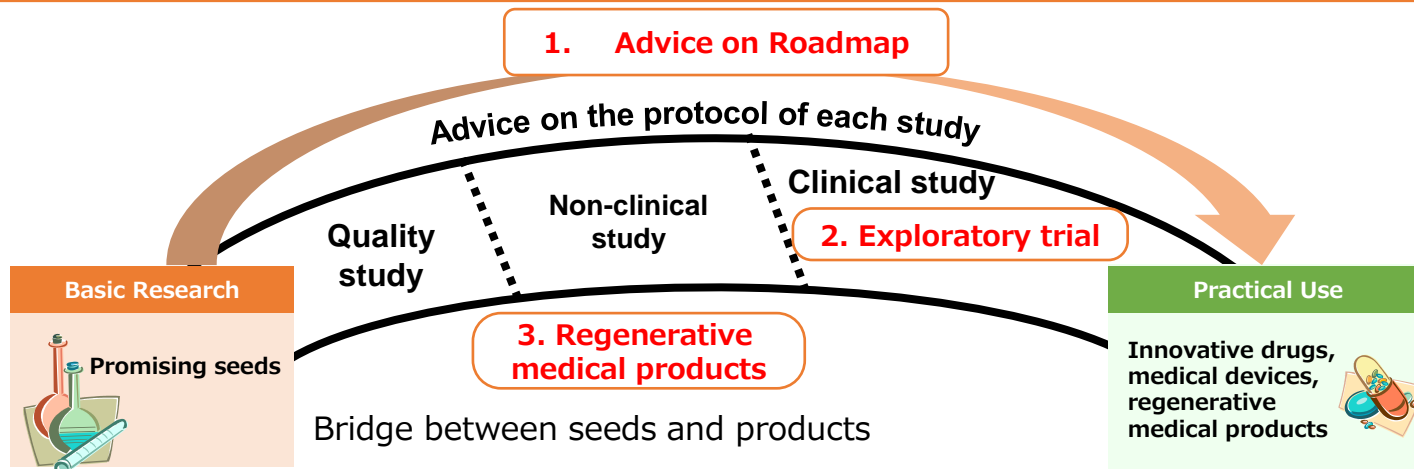 1. Advice on Roadmap
Advice on the protocol of each study
Quality
study
Non-clinical
study
Clinical study
2. Exploratory trial
Basic Research
Promising seeds
3. Regenerative
medical products
Bridge between seeds and products
Practical Use
Innovative drugs,
medical devices,
regenerative
medical products